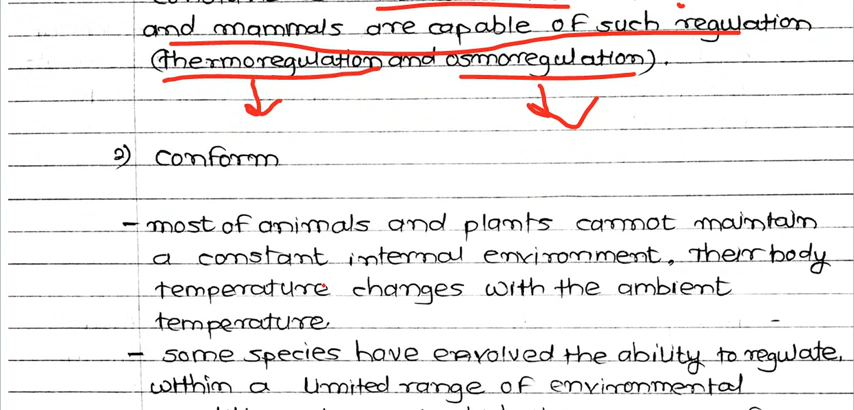 and mammals are capable of such regulation
(thermoregulation and osmoregulation).
2) conform
- most of animals and plants cannot maintain
a constant internal environment. Their body
temperature changes with the ambient
temperature.
- some species have envolved the ability to regulate,
within a limited range of environmental